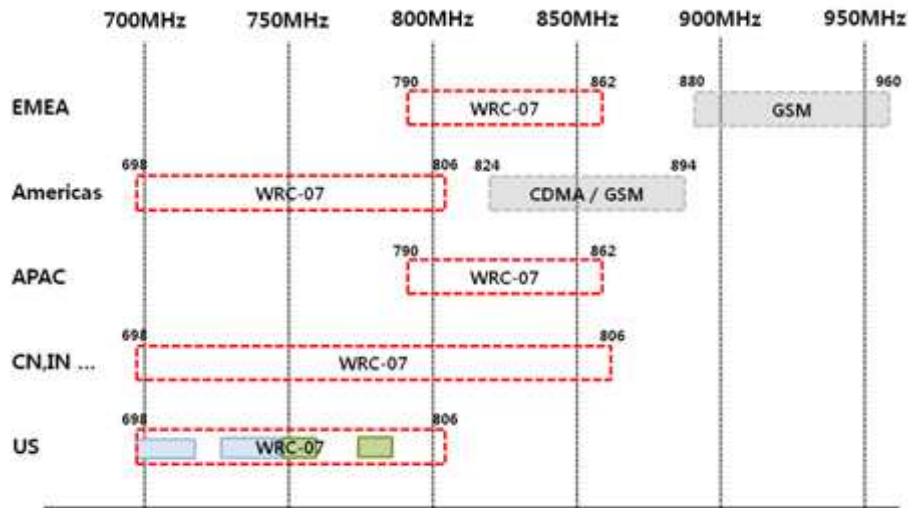 700MHz 750MHz 800MHz 850MHz 900MHz 950MHz
790 862 880 960
EMEA WRC-07 GSM
698 806 824 894
Americas WRC-07 CDMA / GSM
790 862
APAC WRC-07
698 806
CN,IN ... WRC-07
698 806
US WRC-07